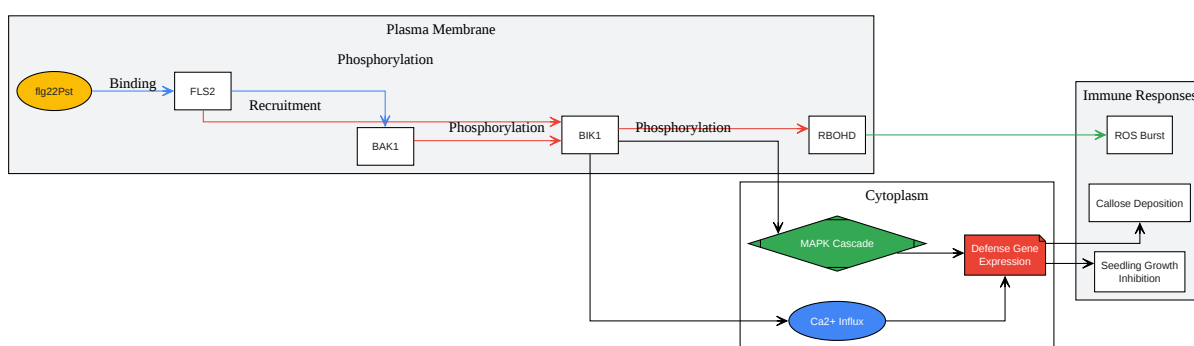 Plasma Membrane
Phosphorylation
flg22Pst
Binding
FLS2
Recruitment
BAK1
Phosphorylation
BIK1
Phosphorylation
RBOHD
Immune Responses
ROS Burst
Callose Deposition
Seedling Growth
Inhibition
Cytoplasm
MAPK Cascade
Defense Gene
Expression
Ca2+ Influx